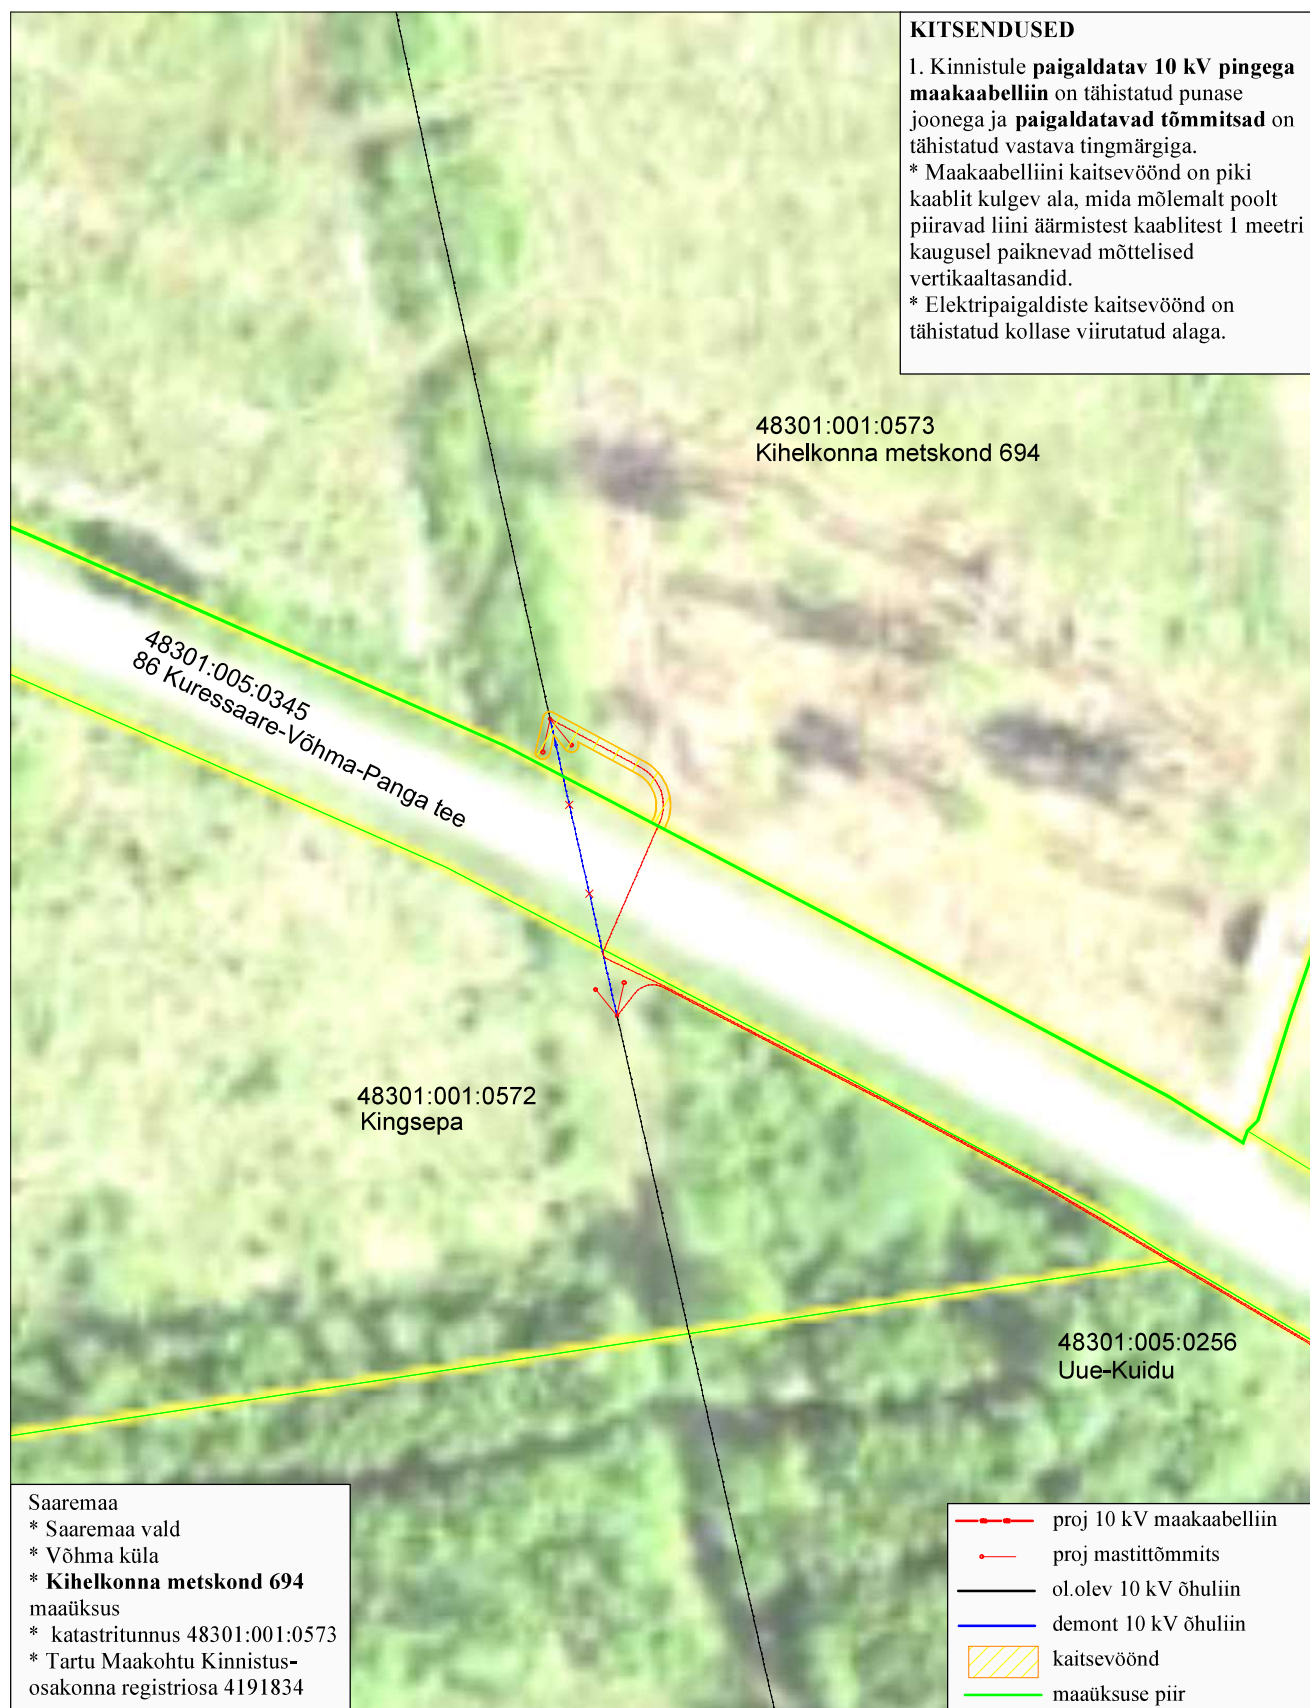 KITSENDUSED
1. Kinnistule paigaldatav 10 kV pingega
maakaabelliin on tähistatud punase
joonega ja paigaldatavad tõmmitsad on
tähistatud vastava tingmärgiga.
* Maakaabelliini kaitsevöönd on piki
kaablit kulgev ala, mida mõlemalt poolt
piiravad liini äärmistest kaablitest 1 meetri
kaugusel paiknevad mõttelised
vertikaaltasandid.
* Elektripaigaldiste kaitsevöönd on
tähistatud kollase viirutatud alaga.
48301:001:0573
Kihelkonna metskond 694
48301:005:0345
86 Kuressaare-Võhma-Panga tee
48301:001:0572
Kingsepa
48301:005:0256
Uue-Kuidu
Saaremaa
* Saaremaa vald
* Võhma küla
* Kihelkonna metskond 694
maaüksus
* katastritunnus 48301:001:0573
* Tartu Maakohtu Kinnistus-
osakonna registriosa 4191834
proj 10 kV maakaabelliin
proj mastitõmmits
ol.olev 10 kV õhuliin
demont 10 kV õhuliin
kaitsevöönd
maaüksuse piir